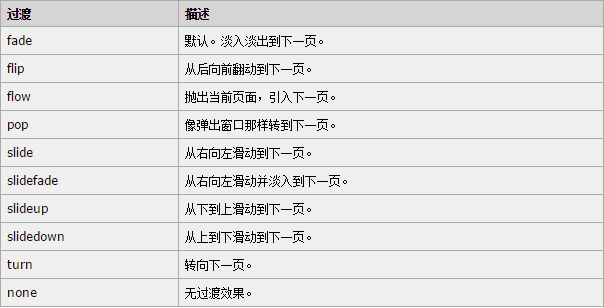 过渡 描述
fade 默认。淡入淡出到下一页。
flip 从后向前翻动到下一页。
flow 抛出当前页面，引入下一页。
pop 像弹出窗口那样转到下一页。
slide 从右向左滑动到下一页。
slidefade 从右向左滑动并淡入到下一页。
slideup 从下到上滑动到下一页。
slidedown 从上到下滑动到下一页。
turn 转向下一页。
none 无过渡效果。